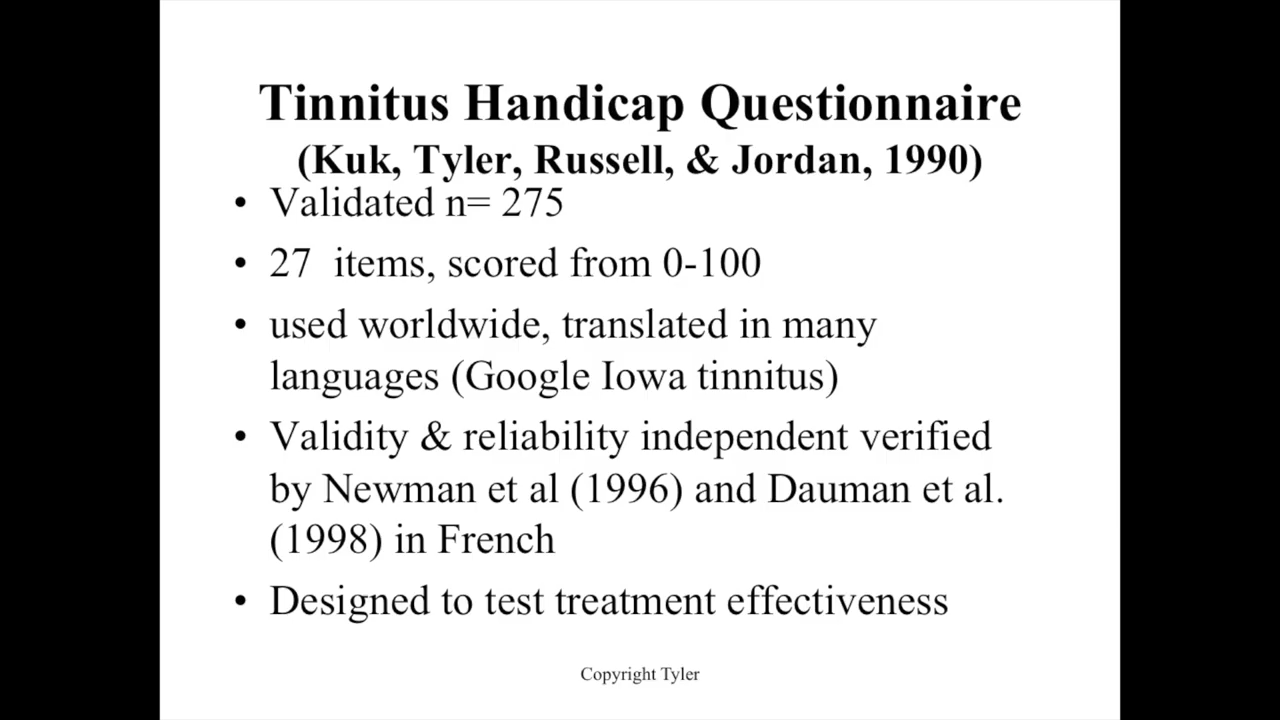 Tinnitus Handicap Questionnaire
(Kuk, Tyler, Russell, & Jordan, 1990)
• Validated n= 275
• 27  items, scored from 0-100
• used worldwide, translated in many
languages (Google Iowa tinnitus)
• Validity & reliability independent verified
by Newman et al (1996) and Dauman et al.
(1998) in French
• Designed to test treatment effectiveness
Copyright Tyler